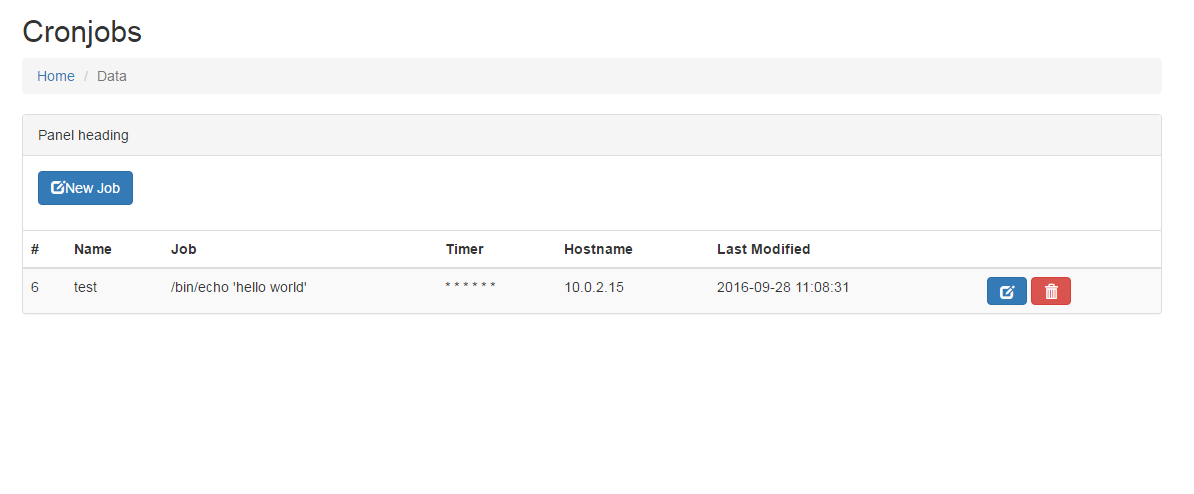 Cronjobs
Home / Data
Panel heading
New Job
# Name Job Timer Hostname Last Modified
6 test /bin/echo 'hello world' * * * * * * 10.0.2.15 2016-09-28 11:08:31